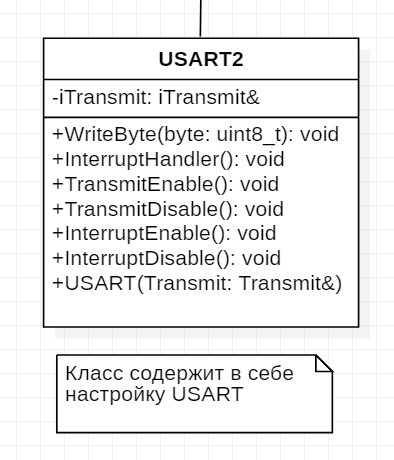 USART2
-iTransmit: iTransmit&
+WriteByte(byte: uint8_t): void
+InterruptHandler(): void
+TransmitEnable(): void
+TransmitDisable(): void
+InterruptEnable(): void
+InterruptDisable(): void
+USART(Transmit: Transmit&)
Класс содержит в себе
настройку USART